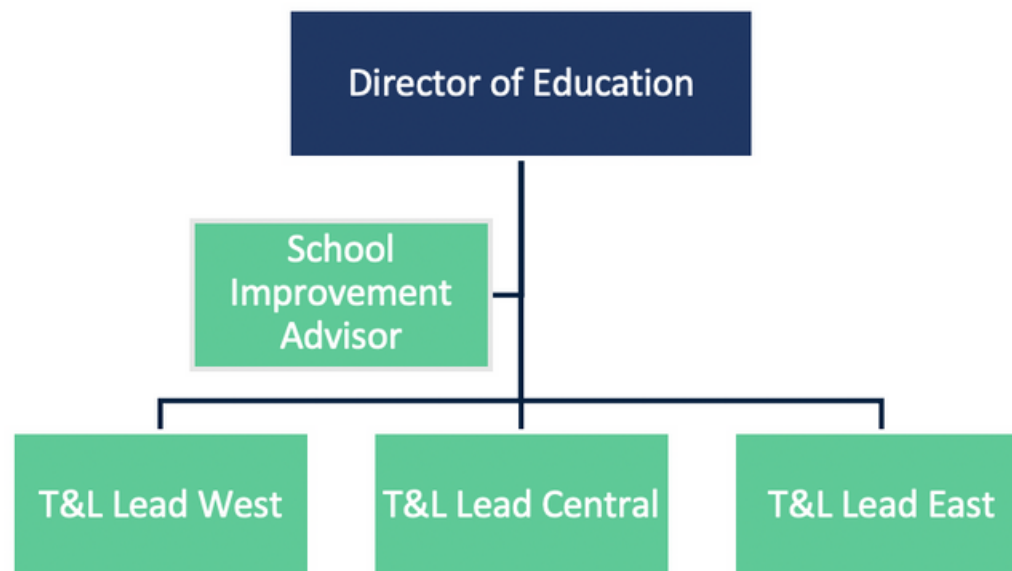 Director of Education
School
Improvement
Advisor
T&L Lead West
T&L Lead Central
T&L Lead East